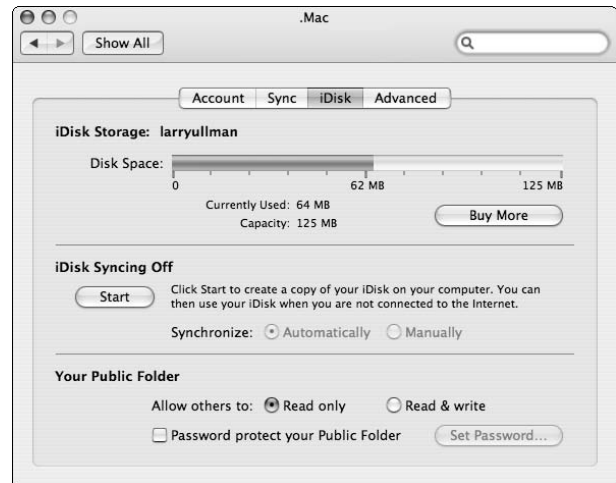 .Mac
Show All
Account Sync iDisk Advanced
iDisk Storage: larryullman
Disk Space:
0 62 MB 125 MB
Currently Used: 64 MB
Capacity: 125 MB
Buy More
iDisk Syncing Off
Start
Click Start to create a copy of your iDisk on your computer. You can
then use your iDisk when you are not connected to the Internet.
Synchronize: Automatically Manually
Your Public Folder
Allow others to: Read only Read & write
Password protect your Public Folder Set Password...